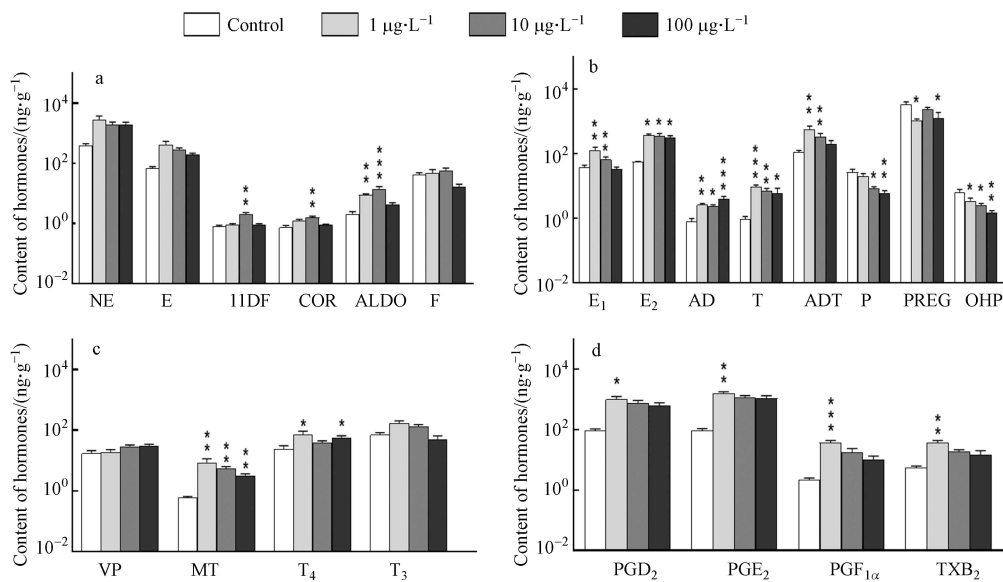 Control 1 μg·L⁻¹ 10 μg·L⁻¹ 100 μg·L⁻¹
a
Content of hormones/(ng·g⁻¹)
10⁴
10²
10⁰
10⁻²
* *
* *
* *
* * *
NE E 11DF COR ALDO F
b
Content of hormones/(ng·g⁻¹)
10⁴
10²
10⁰
10⁻²
* *
* *
*
*
*
* *
*
* *
* * *
* *
* *
* *
* *
*
* *
*
*
*
*
* *
E₁ E₂ AD T ADT P PREG OHP
c
Content of hormones/(ng·g⁻¹)
10⁴
10²
10⁰
10⁻²
* *
* *
* *
*
*
VP MT T₄ T₃
d
Content of hormones/(ng·g⁻¹)
10⁴
10²
10⁰
10⁻²
*
* *
* * *
* *
PGD₂ PGE₂ PGF₁α TXB₂